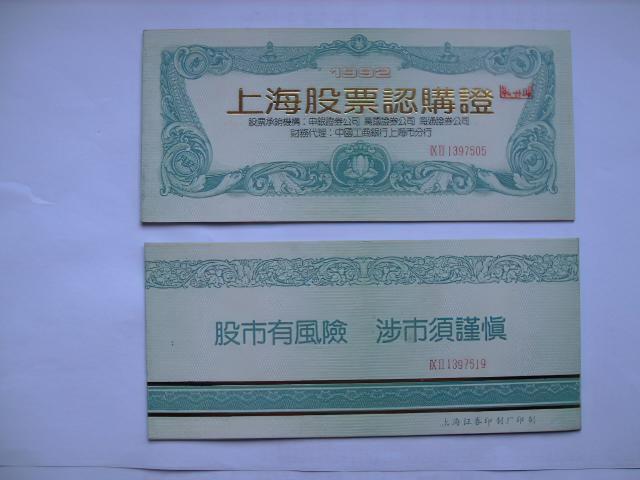 1992
上海股票認購證
股票承銷機構：申銀證券公司 萬國證券公司 海通證券公司
財務代理：中國工商銀行上海市分行
IX II 1397505
股市有風險 涉市須謹慎
IX II 1397519
上海证券印制厂印制